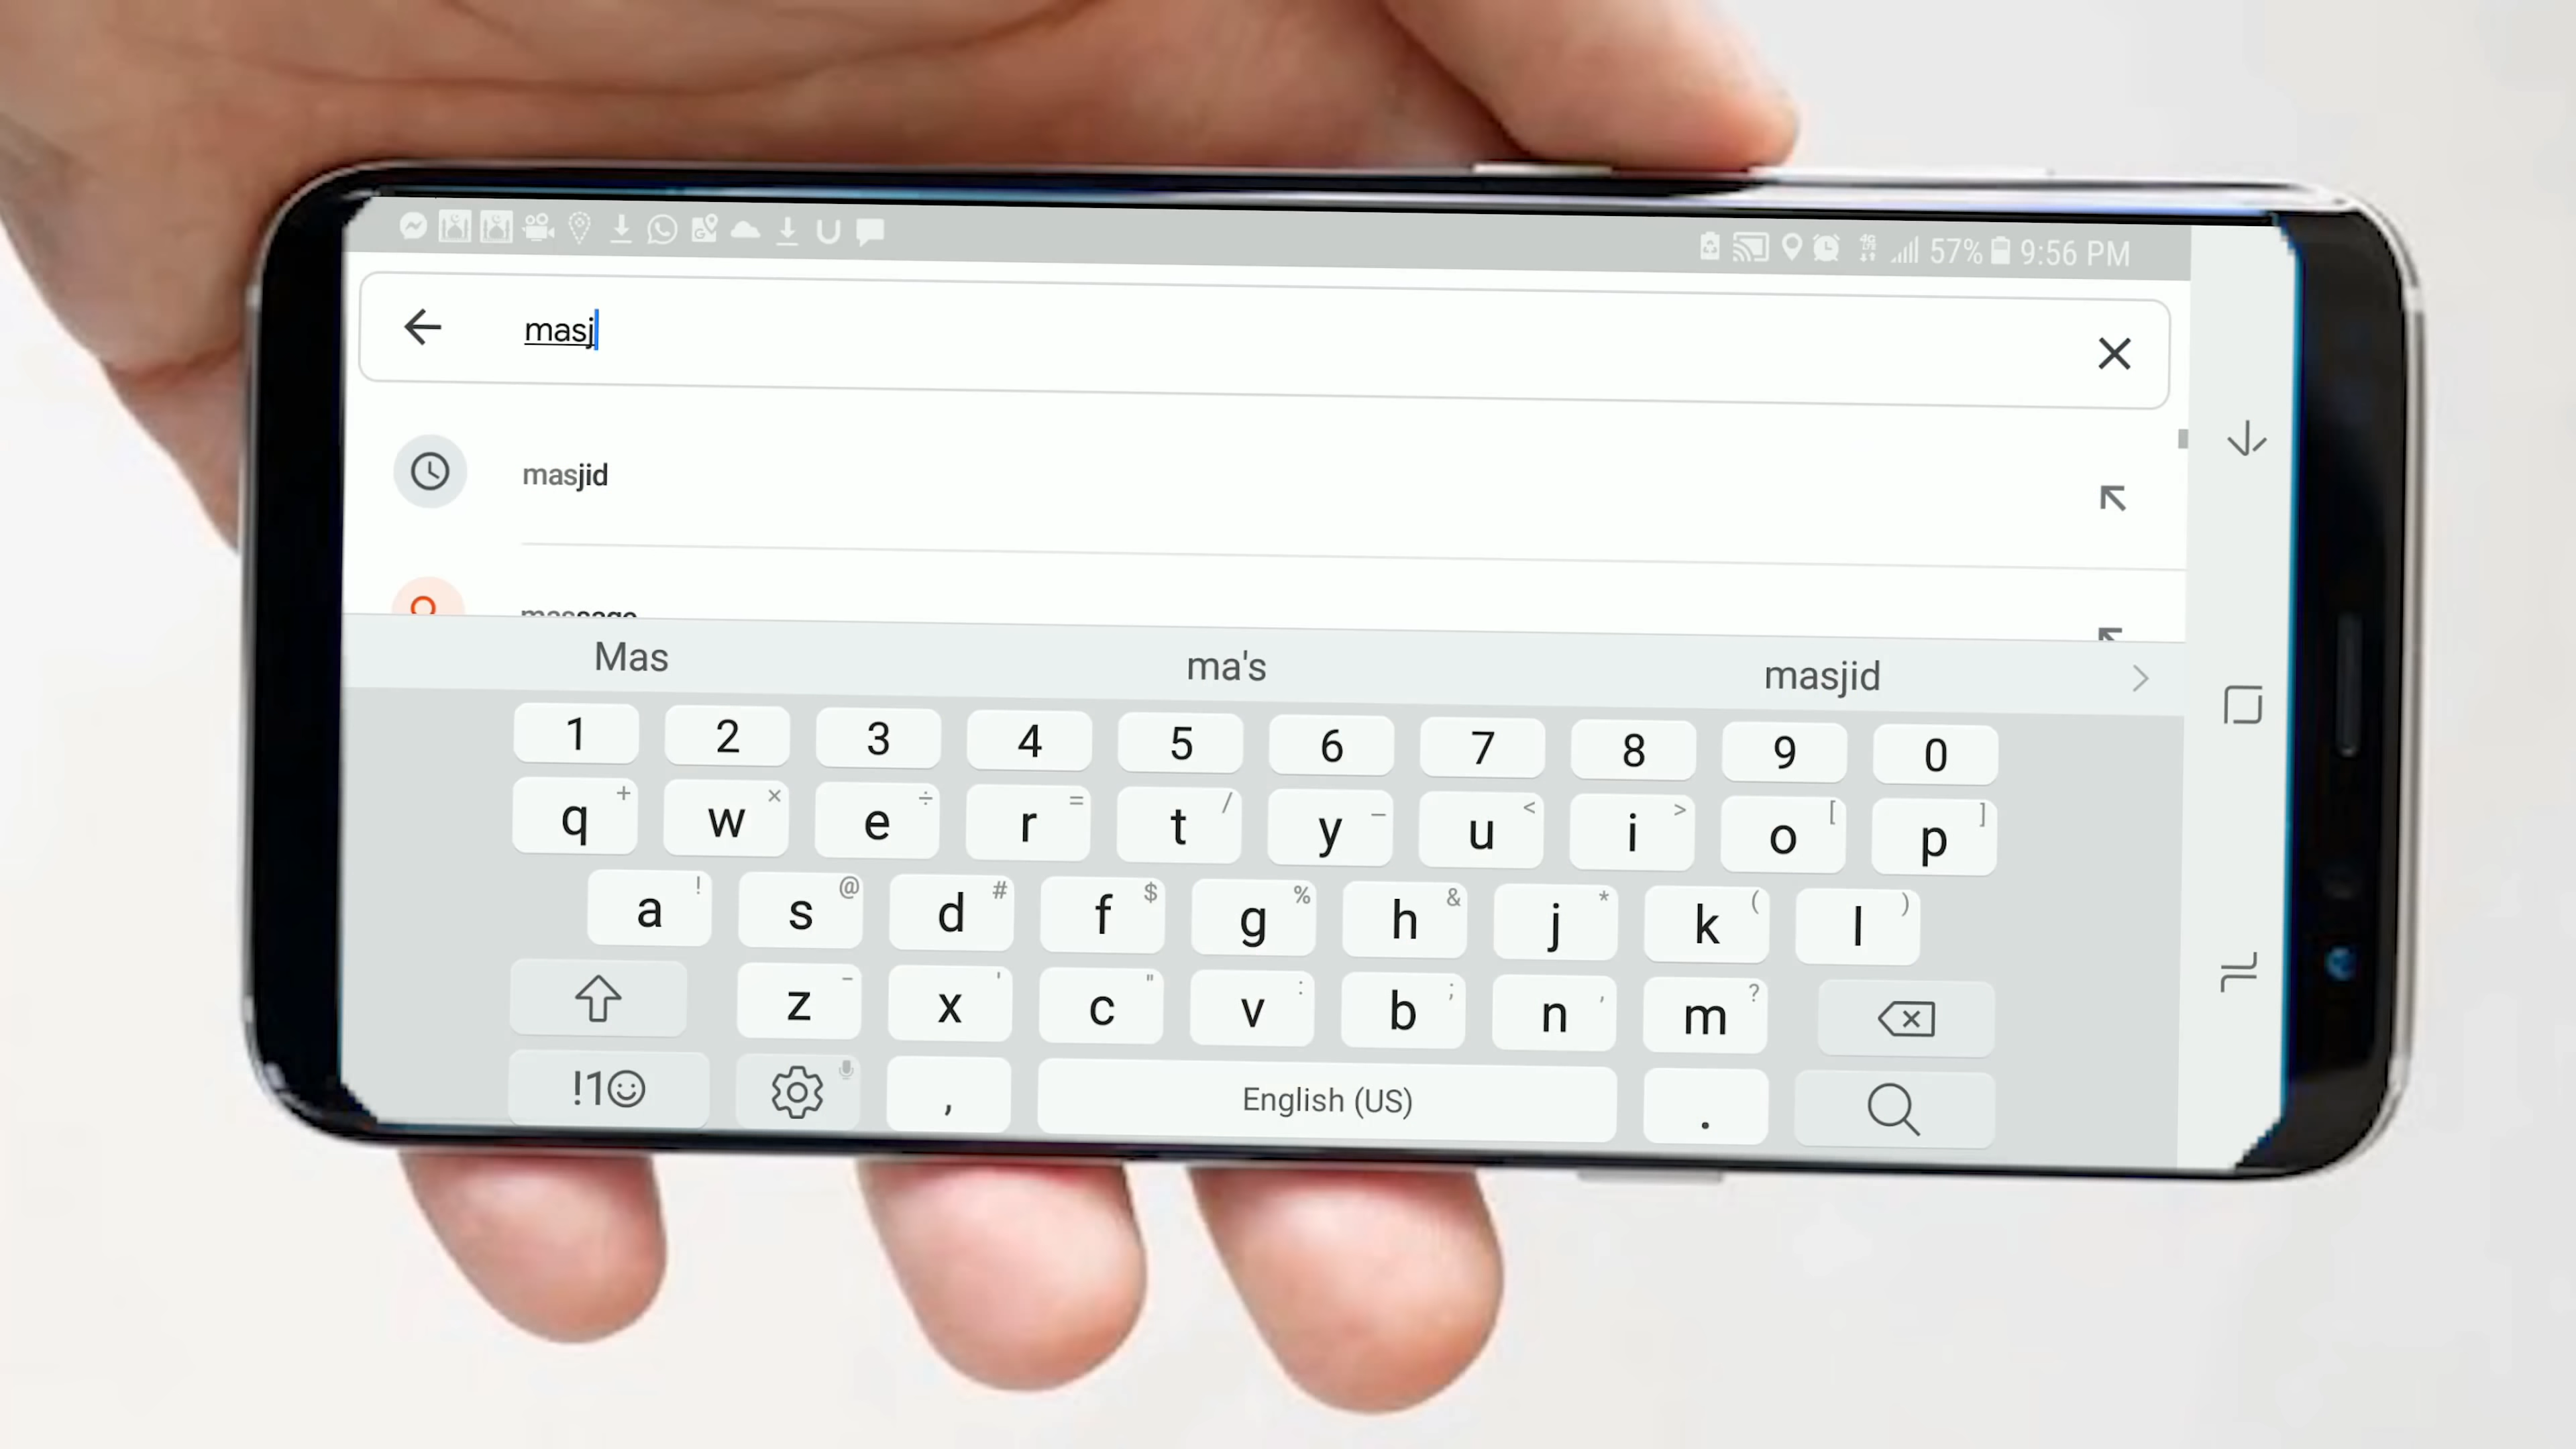 57% 9:56 PM
masj
masjid
massage
Mas ma's masjid
1 2 3 4 5 6 7 8 9 0
q + w × e ÷ r = t / y _ u < i > o [ p ]
a ! s @ d # f $ g % h & j * k ( l )
z - x ' c " v : b ; n , m ?
!1☺ , English (US) .